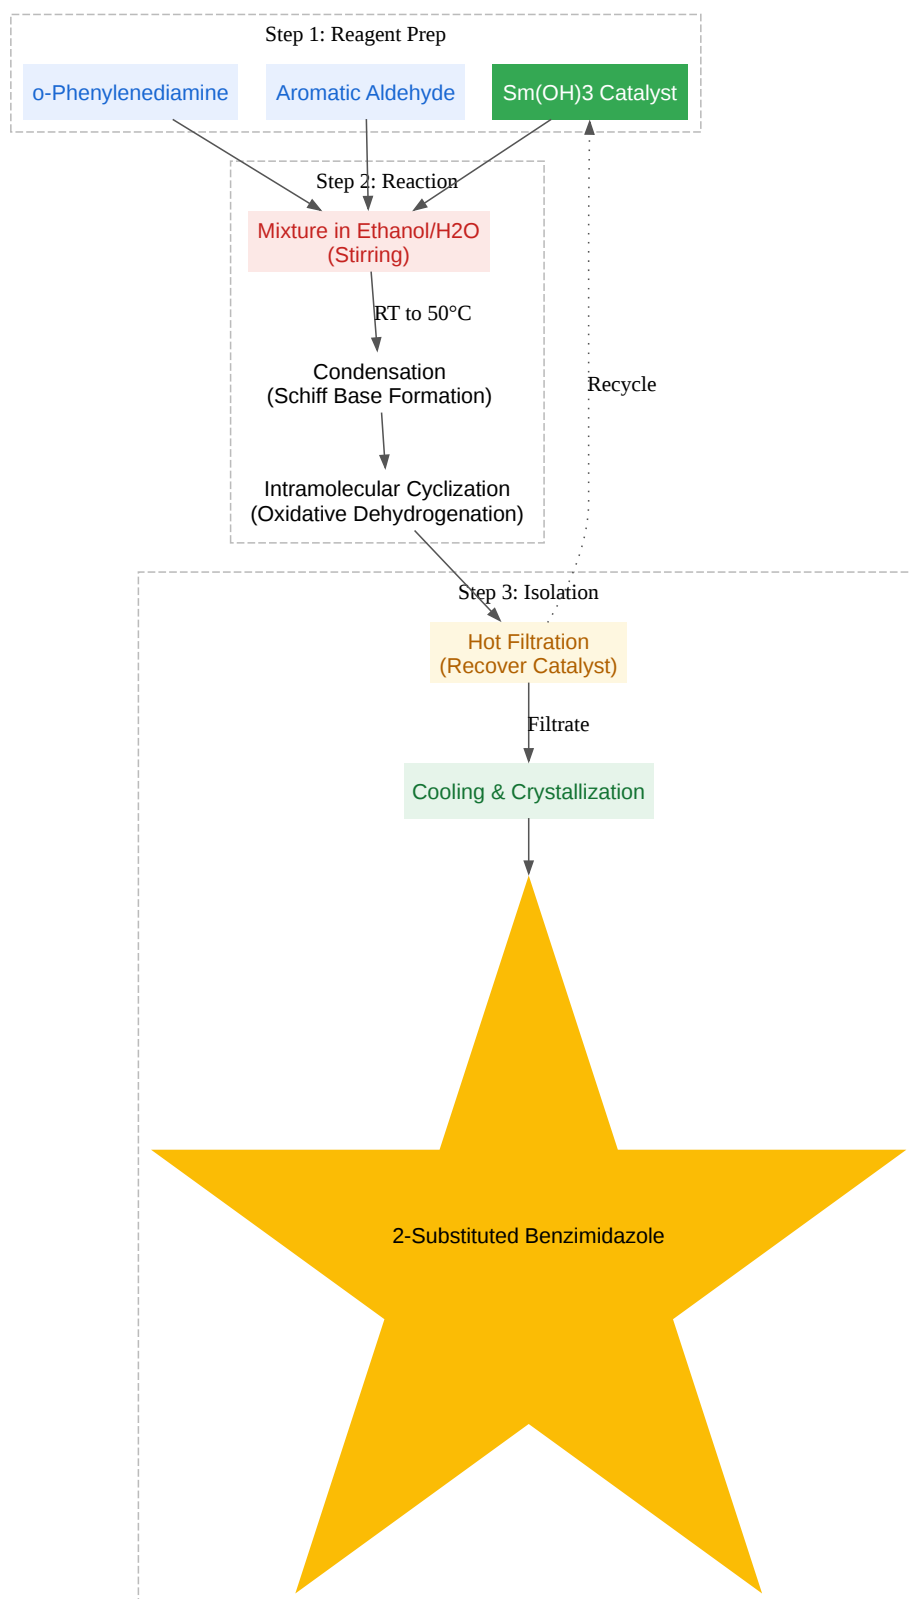 Step 1: Reagent Prep
o-Phenylenediamine
Aromatic Aldehyde
Sm(OH)3 Catalyst
Step 2: Reaction
Mixture in Ethanol/H2O
(Stirring)
RT to 50°C
Condensation
(Schiff Base Formation)
Recycle
Intramolecular Cyclization
(Oxidative Dehydrogenation)
Step 3: Isolation
Hot Filtration
(Recover Catalyst)
Filtrate
Cooling & Crystallization
2-Substituted Benzimidazole